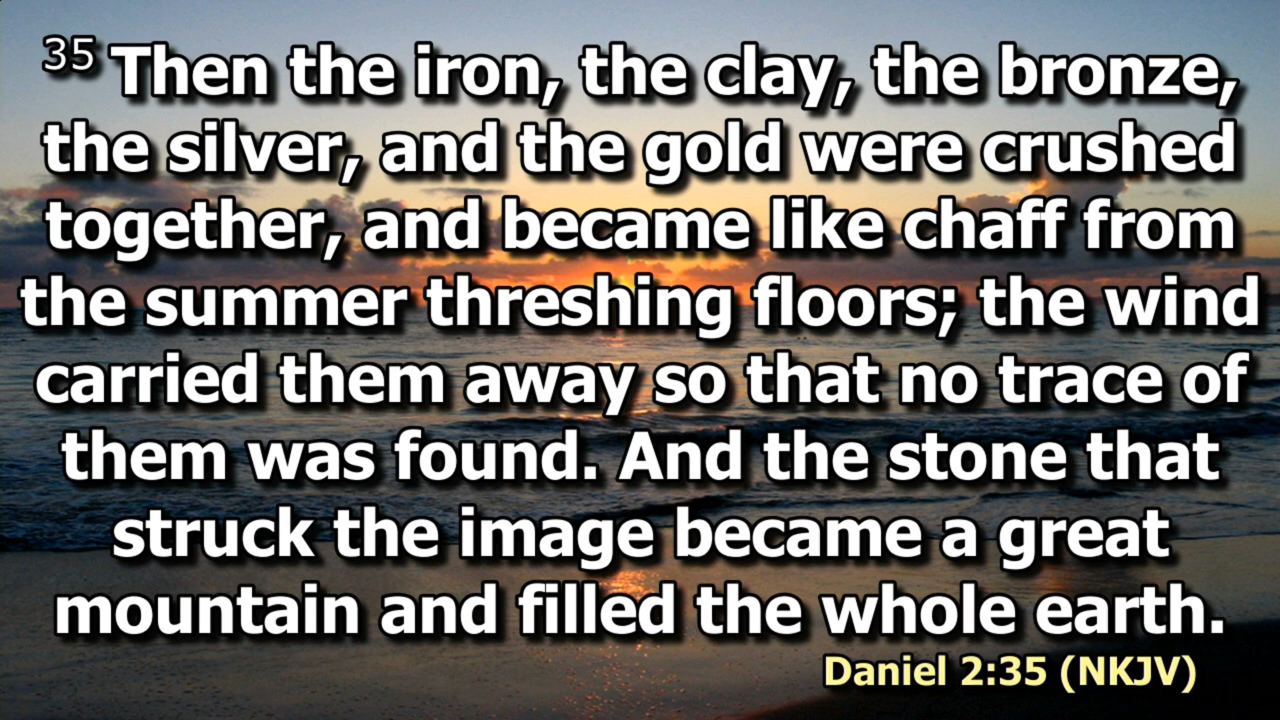 35 Then the iron, the clay, the bronze,
the silver, and the gold were crushed
together, and became like chaff from
the summer threshing floors; the wind
carried them away so that no trace of
them was found. And the stone that
struck the image became a great
mountain and filled the whole earth.
Daniel 2:35 (NKJV)